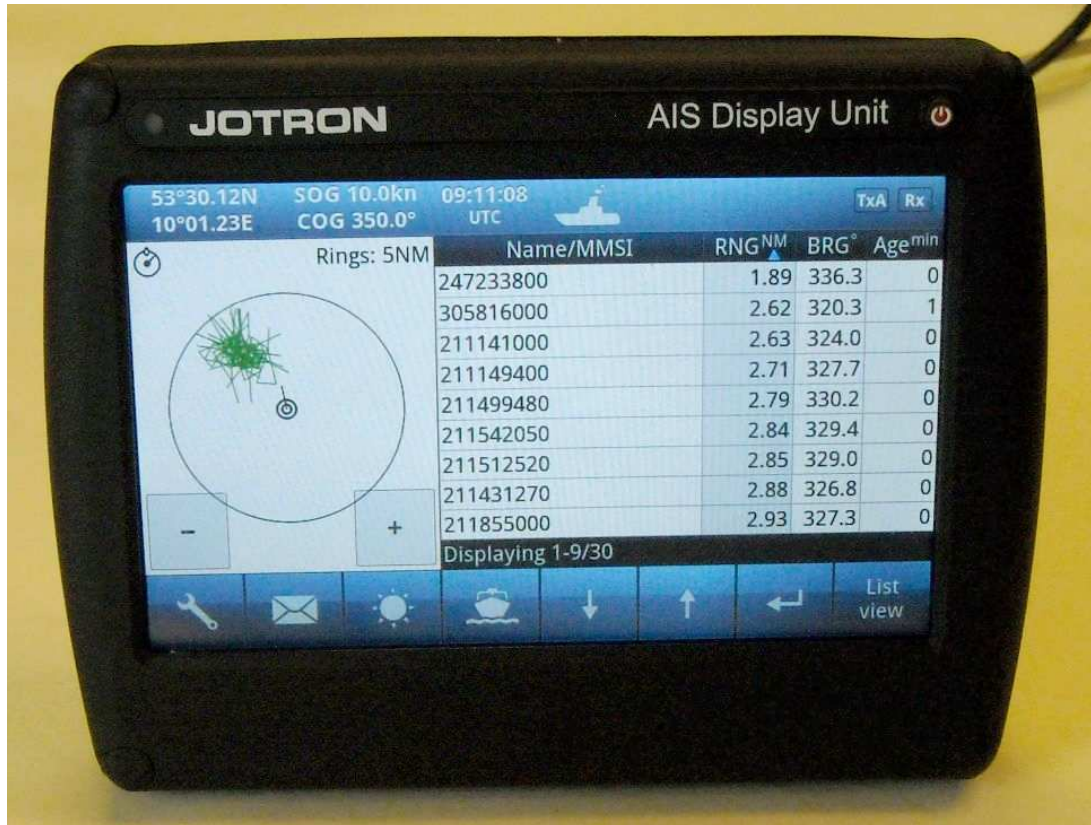 JOTRON AIS Display Unit
53°30.12N SOG 10.0kn 09:11:08 TxA Rx
10°01.23E COG 350.0° UTC
Rings: 5NM
Name/MMSI RNG NM BRG° Age min
247233800 1.89 336.3 0
305816000 2.62 320.3 1
211141000 2.63 324.0 0
211149400 2.71 327.7 0
211499480 2.79 330.2 0
211542050 2.84 329.4 0
211512520 2.85 329.0 0
211431270 2.88 326.8 0
211855000 2.93 327.3 0
- +
Displaying 1-9/30
List
view